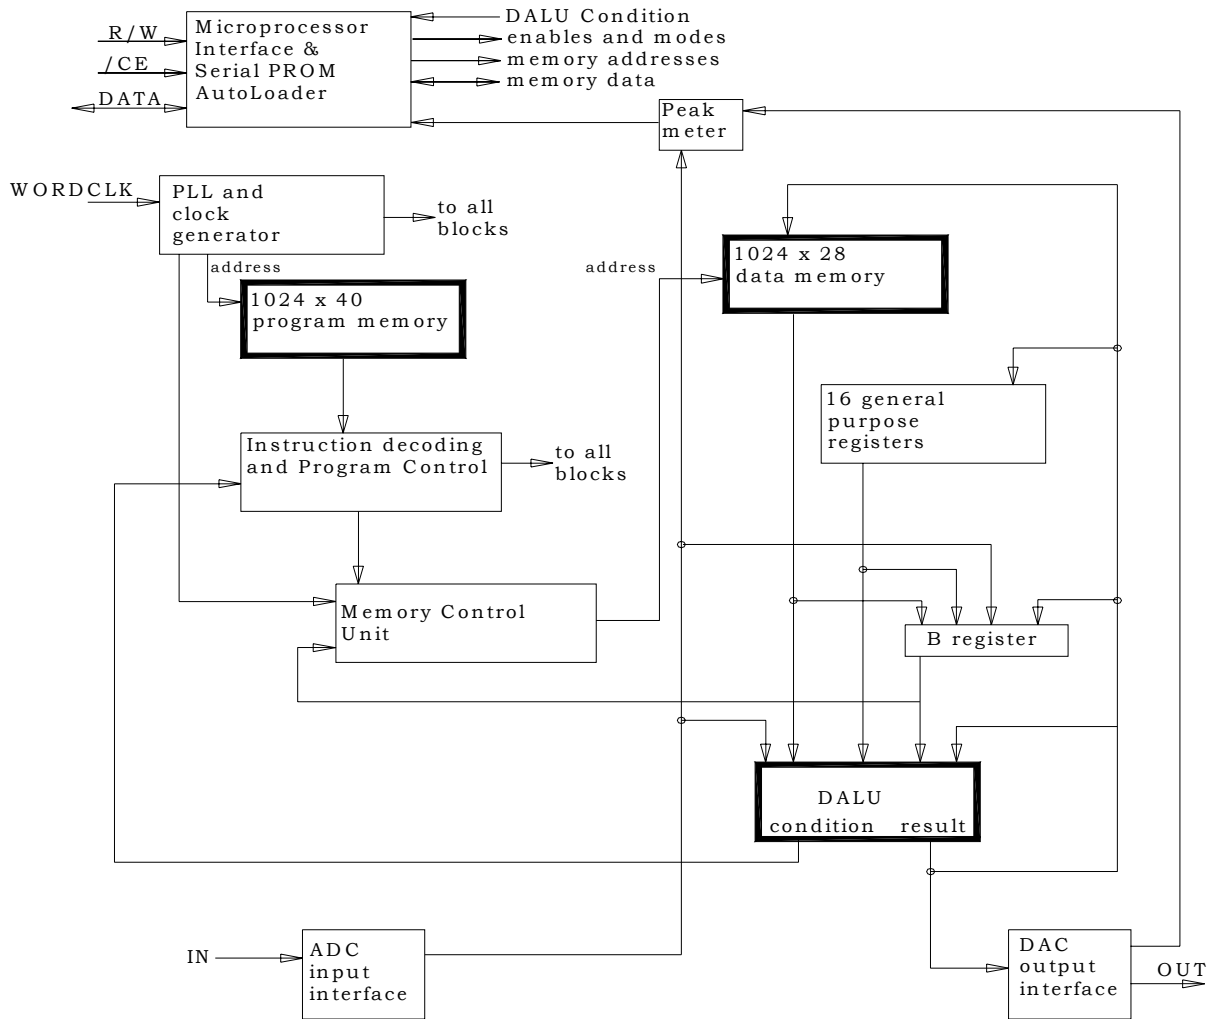 R/W
/CE
DATA
Microprocessor
Interface &
Serial PROM
AutoLoader
DALU Condition
enables and modes
memory addresses
memory data
Peak
meter
WORDCLK
PLL and
clock
generator
to all
blocks
address
1024 x 40
program memory
address
1024 x 28
data memory
16 general
purpose
registers
Instruction decoding
and Program Control
to all
blocks
Memory Control
Unit
B register
DALU
condition result
IN
ADC
input
interface
DAC
output
interface
OUT